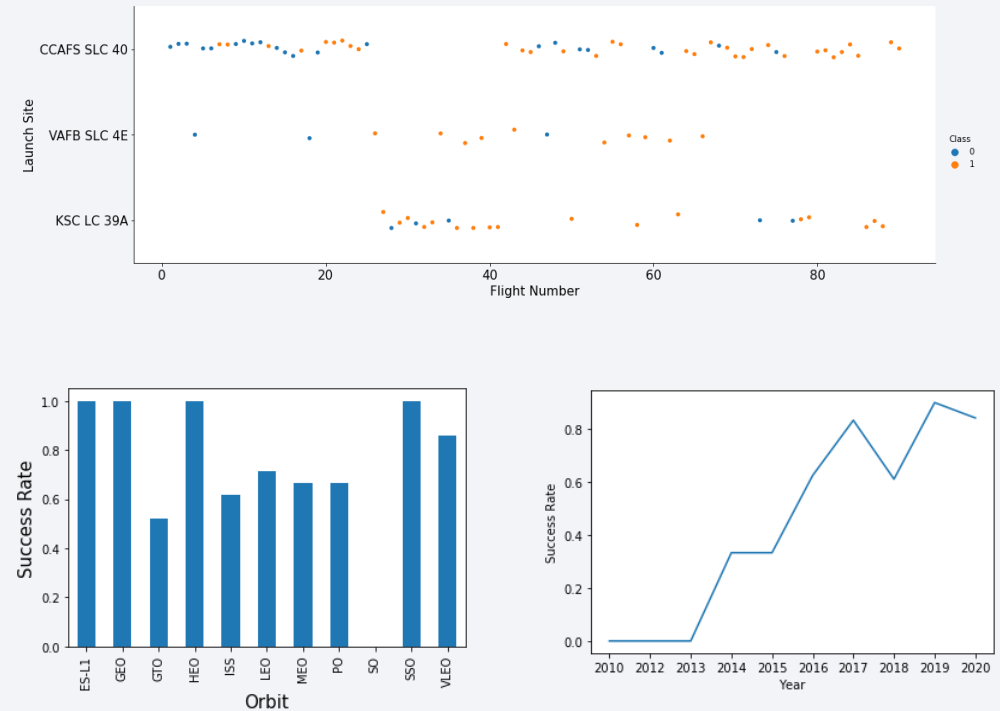 CCAFS SLC 40
VAFB SLC 4E
KSC LC 39A
Launch Site
0 20 40 60 80
Flight Number
Class
0
1
1.0
0.8
0.6
0.4
0.2
0.0
Success Rate
ES-L1 GEO GTO HEO ISS LEO MEO PO SO SSO VLEO
Orbit
0.8
0.6
0.4
0.2
0.0
Success Rate
2010 2012 2013 2014 2015 2016 2017 2018 2019 2020
Year